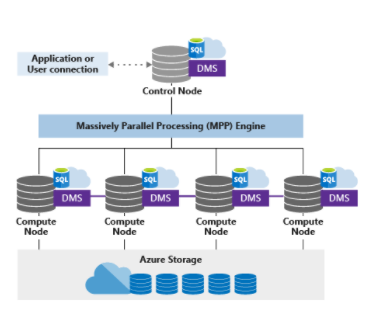 Application or
User connection
SQL
DMS
Control Node
Massively Parallel Processing (MPP) Engine
SQL
DMS
SQL
DMS
SQL
DMS
SQL
DMS
Compute
Node
Compute
Node
Compute
Node
Compute
Node
Azure Storage